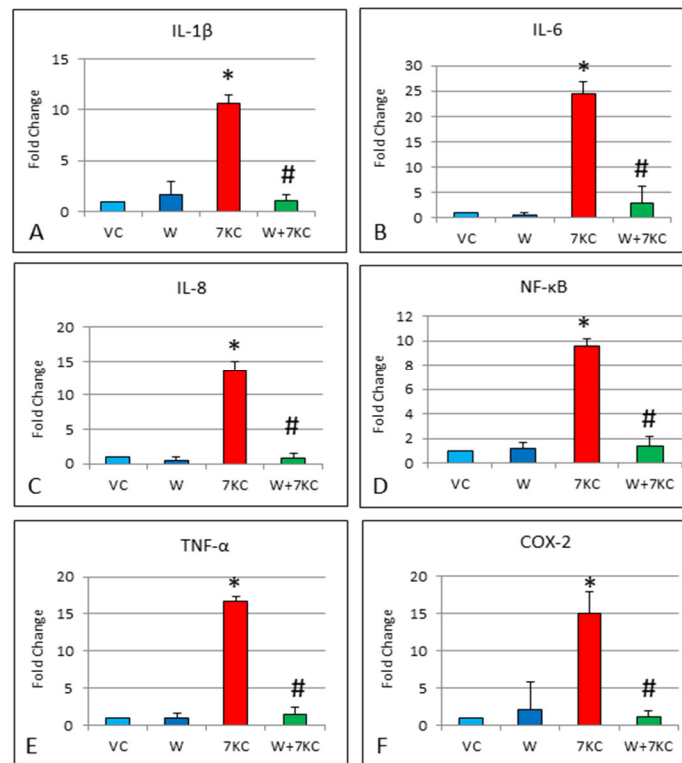 IL-1β
15
10
5
0
Fold Change
*
#
VC W 7KC W+7KC
A
IL-6
30
25
20
15
10
5
0
Fold Change
*
#
VC W 7KC W+7KC
B
IL-8
20
15
10
5
0
Fold Change
*
#
VC W 7KC W+7KC
C
NF-κB
12
10
8
6
4
2
0
Fold Change
*
#
VC W 7KC W+7KC
D
TNF-α
20
15
10
5
0
Fold Change
*
#
VC W 7KC W+7KC
E
COX-2
20
15
10
5
0
Fold Change
*
#
VC W 7KC W+7KC
F